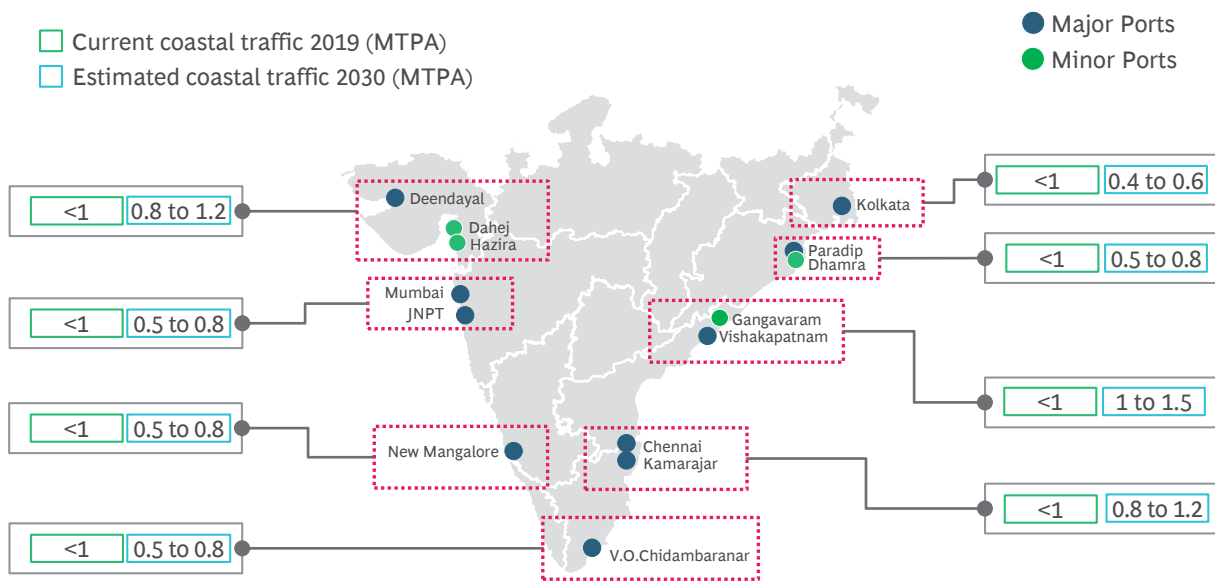 Current coastal traffic 2019 (MTPA)
Estimated coastal traffic 2030 (MTPA)
Major Ports
Minor Ports
<1 0.8 to 1.2
Deendayal
Dahej
Hazira
<1 0.5 to 0.8
Mumbai
JNPT
<1 0.5 to 0.8
New Mangalore
<1 0.5 to 0.8
V.O.Chidambaranar
Kolkata
<1 0.4 to 0.6
Paradip
Dhamra
<1 0.5 to 0.8
Gangavaram
Vishakapatnam
<1 1 to 1.5
Chennai
Kamarajar
<1 0.8 to 1.2